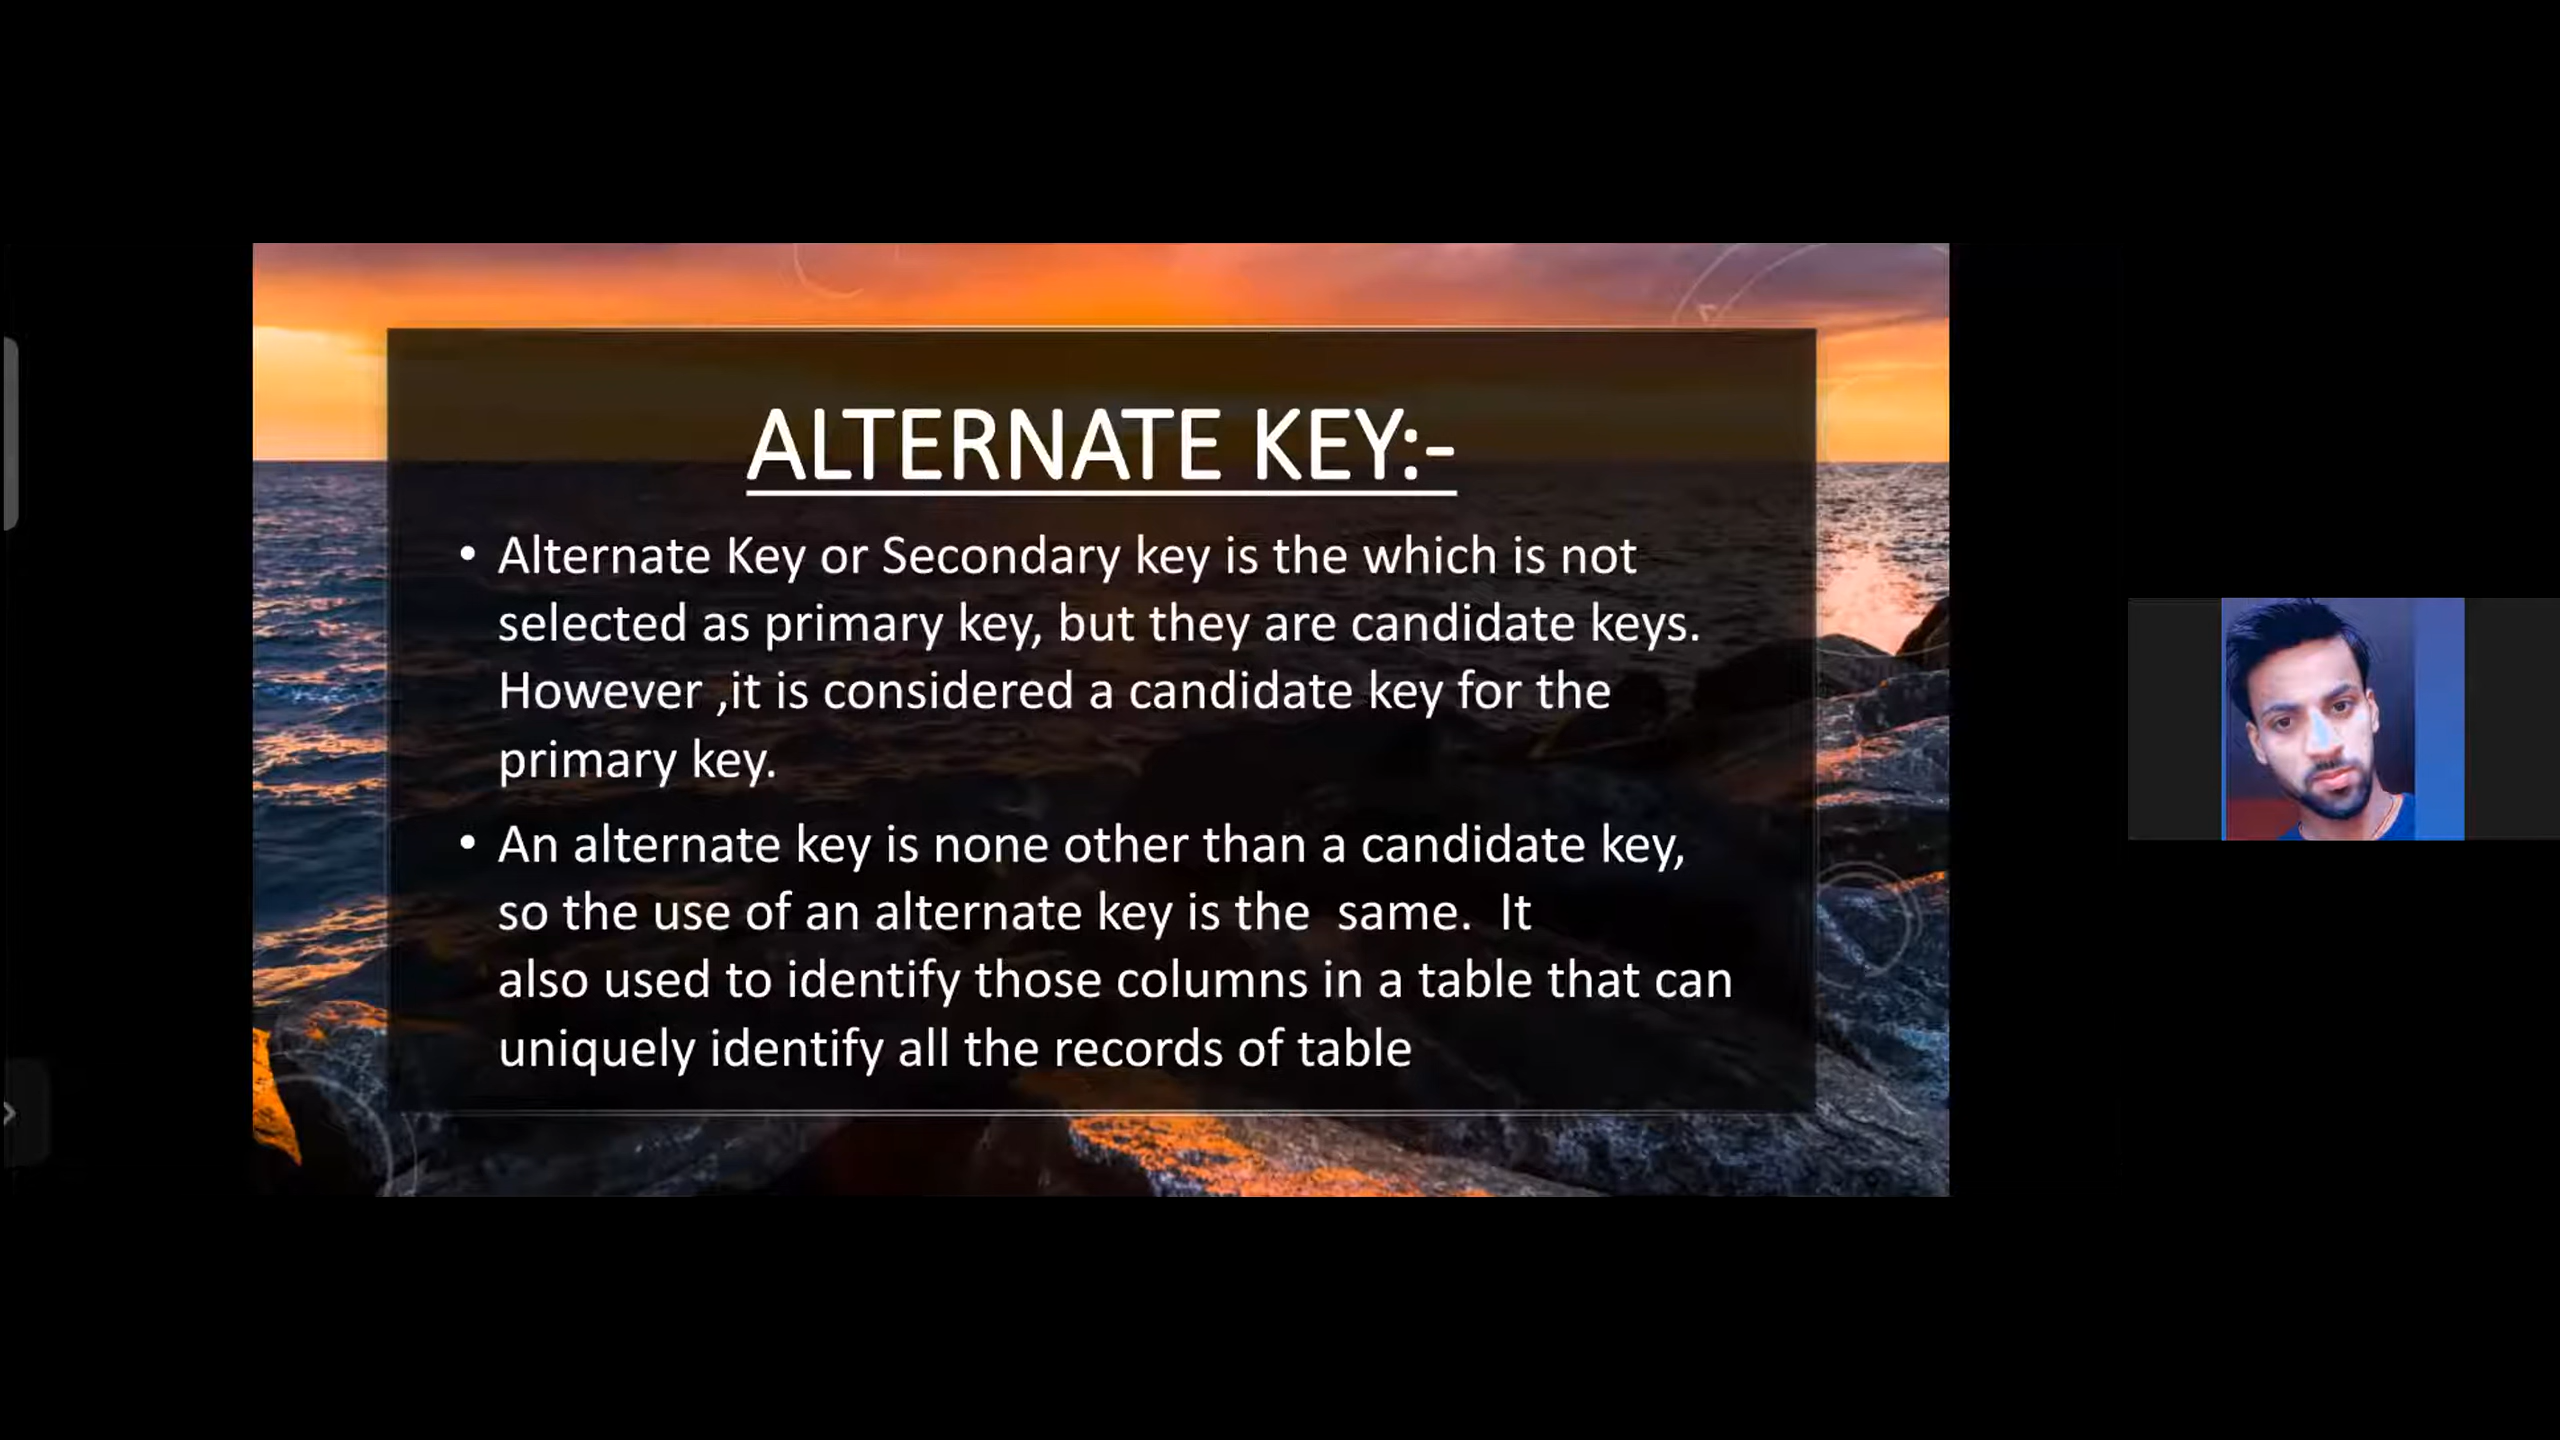 ALTERNATE KEY:-
• Alternate Key or Secondary key is the which is not
selected as primary key, but they are candidate keys.
However ,it is considered a candidate key for the
primary key.
• An alternate key is none other than a candidate key,
so the use of an alternate key is the  same.  It
also used to identify those columns in a table that can
uniquely identify all the records of table